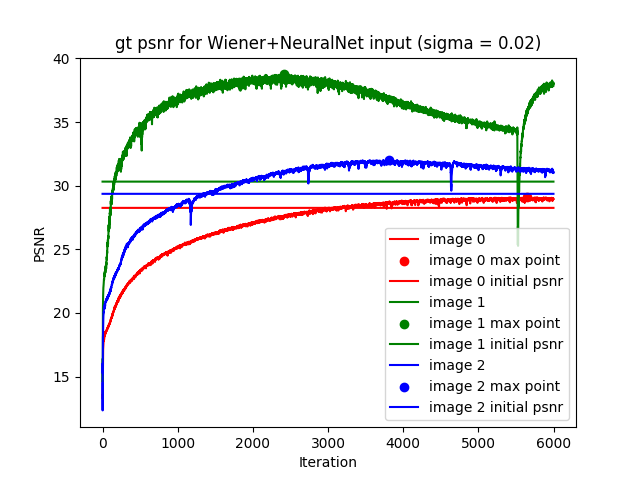 gt psnr for Wiener+NeuralNet input (sigma = 0.02)
40
35
30
25
20
15
PSNR
image 0
image 0 max point
image 0 initial psnr
image 1
image 1 max point
image 1 initial psnr
image 2
image 2 max point
image 2 initial psnr
0 1000 2000 3000 4000 5000 6000
Iteration